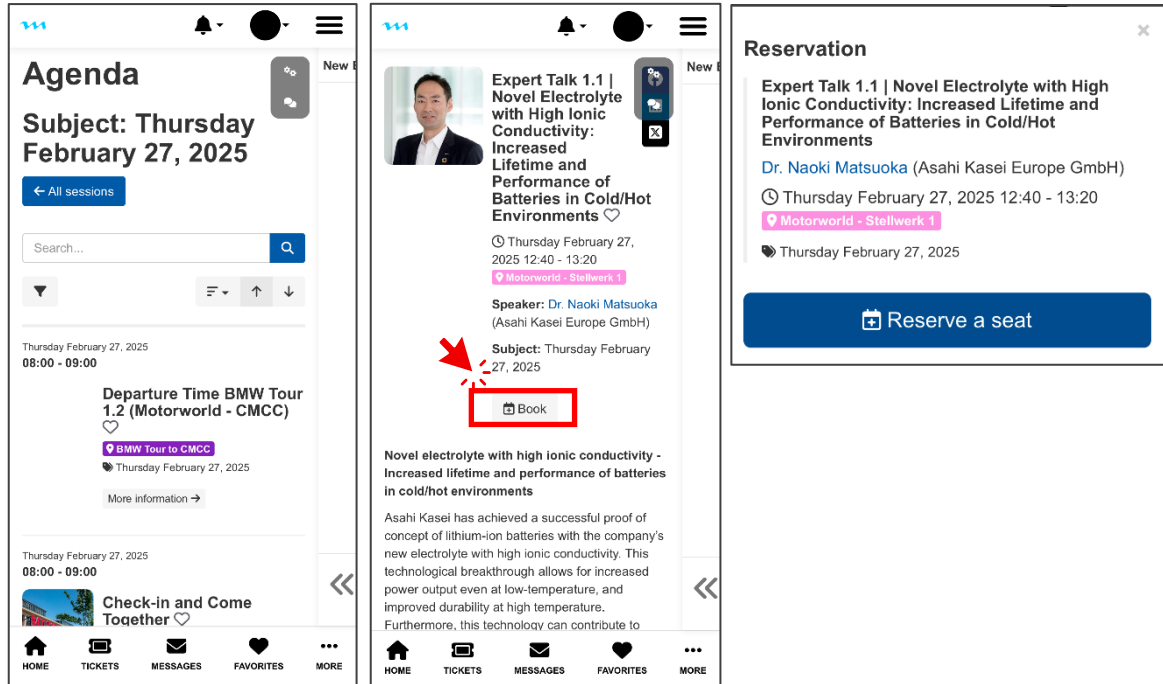 Agenda
New
Subject: Thursday
February 27, 2025
← All sessions
Search...
Thursday February 27, 2025
08:00 - 09:00
Departure Time BMW Tour
1.2 (Motorworld - CMCC)
BMW Tour to CMCC
Thursday February 27, 2025
More information →
Thursday February 27, 2025
08:00 - 09:00
Check-in and Come
Together
HOME
TICKETS
MESSAGES
FAVORITES
MORE
New
Expert Talk 1.1 |
Novel Electrolyte
with High Ionic
Conductivity:
Increased
Lifetime and
Performance of
Batteries in Cold/Hot
Environments
Thursday February 27,
2025 12:40 - 13:20
Motorworld - Stellwerk 1
Speaker: Dr. Naoki Matsuoka
(Asahi Kasei Europe GmbH)
Subject: Thursday February
27, 2025
Book
Novel electrolyte with high ionic conductivity -
Increased lifetime and performance of batteries
in cold/hot environments
Asahi Kasei has achieved a successful proof of
concept of lithium-ion batteries with the company's
new electrolyte with high ionic conductivity. This
technological breakthrough allows for increased
power output even at low-temperature, and
improved durability at high temperature.
Furthermore, this technology can contribute to
HOME
TICKETS
MESSAGES
FAVORITES
MORE
×
Reservation
Expert Talk 1.1 | Novel Electrolyte with High
Ionic Conductivity: Increased Lifetime and
Performance of Batteries in Cold/Hot
Environments
Dr. Naoki Matsuoka (Asahi Kasei Europe GmbH)
Thursday February 27, 2025 12:40 - 13:20
Motorworld - Stellwerk 1
Thursday February 27, 2025
Reserve a seat